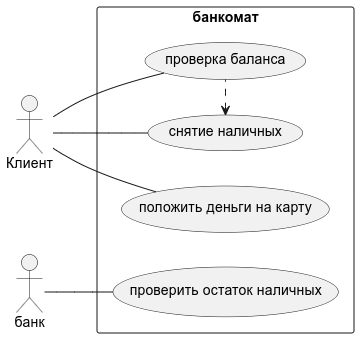 банкомат
проверка баланса
снятие наличных
Клиент
положить деньги на карту
проверить остаток наличных
банк